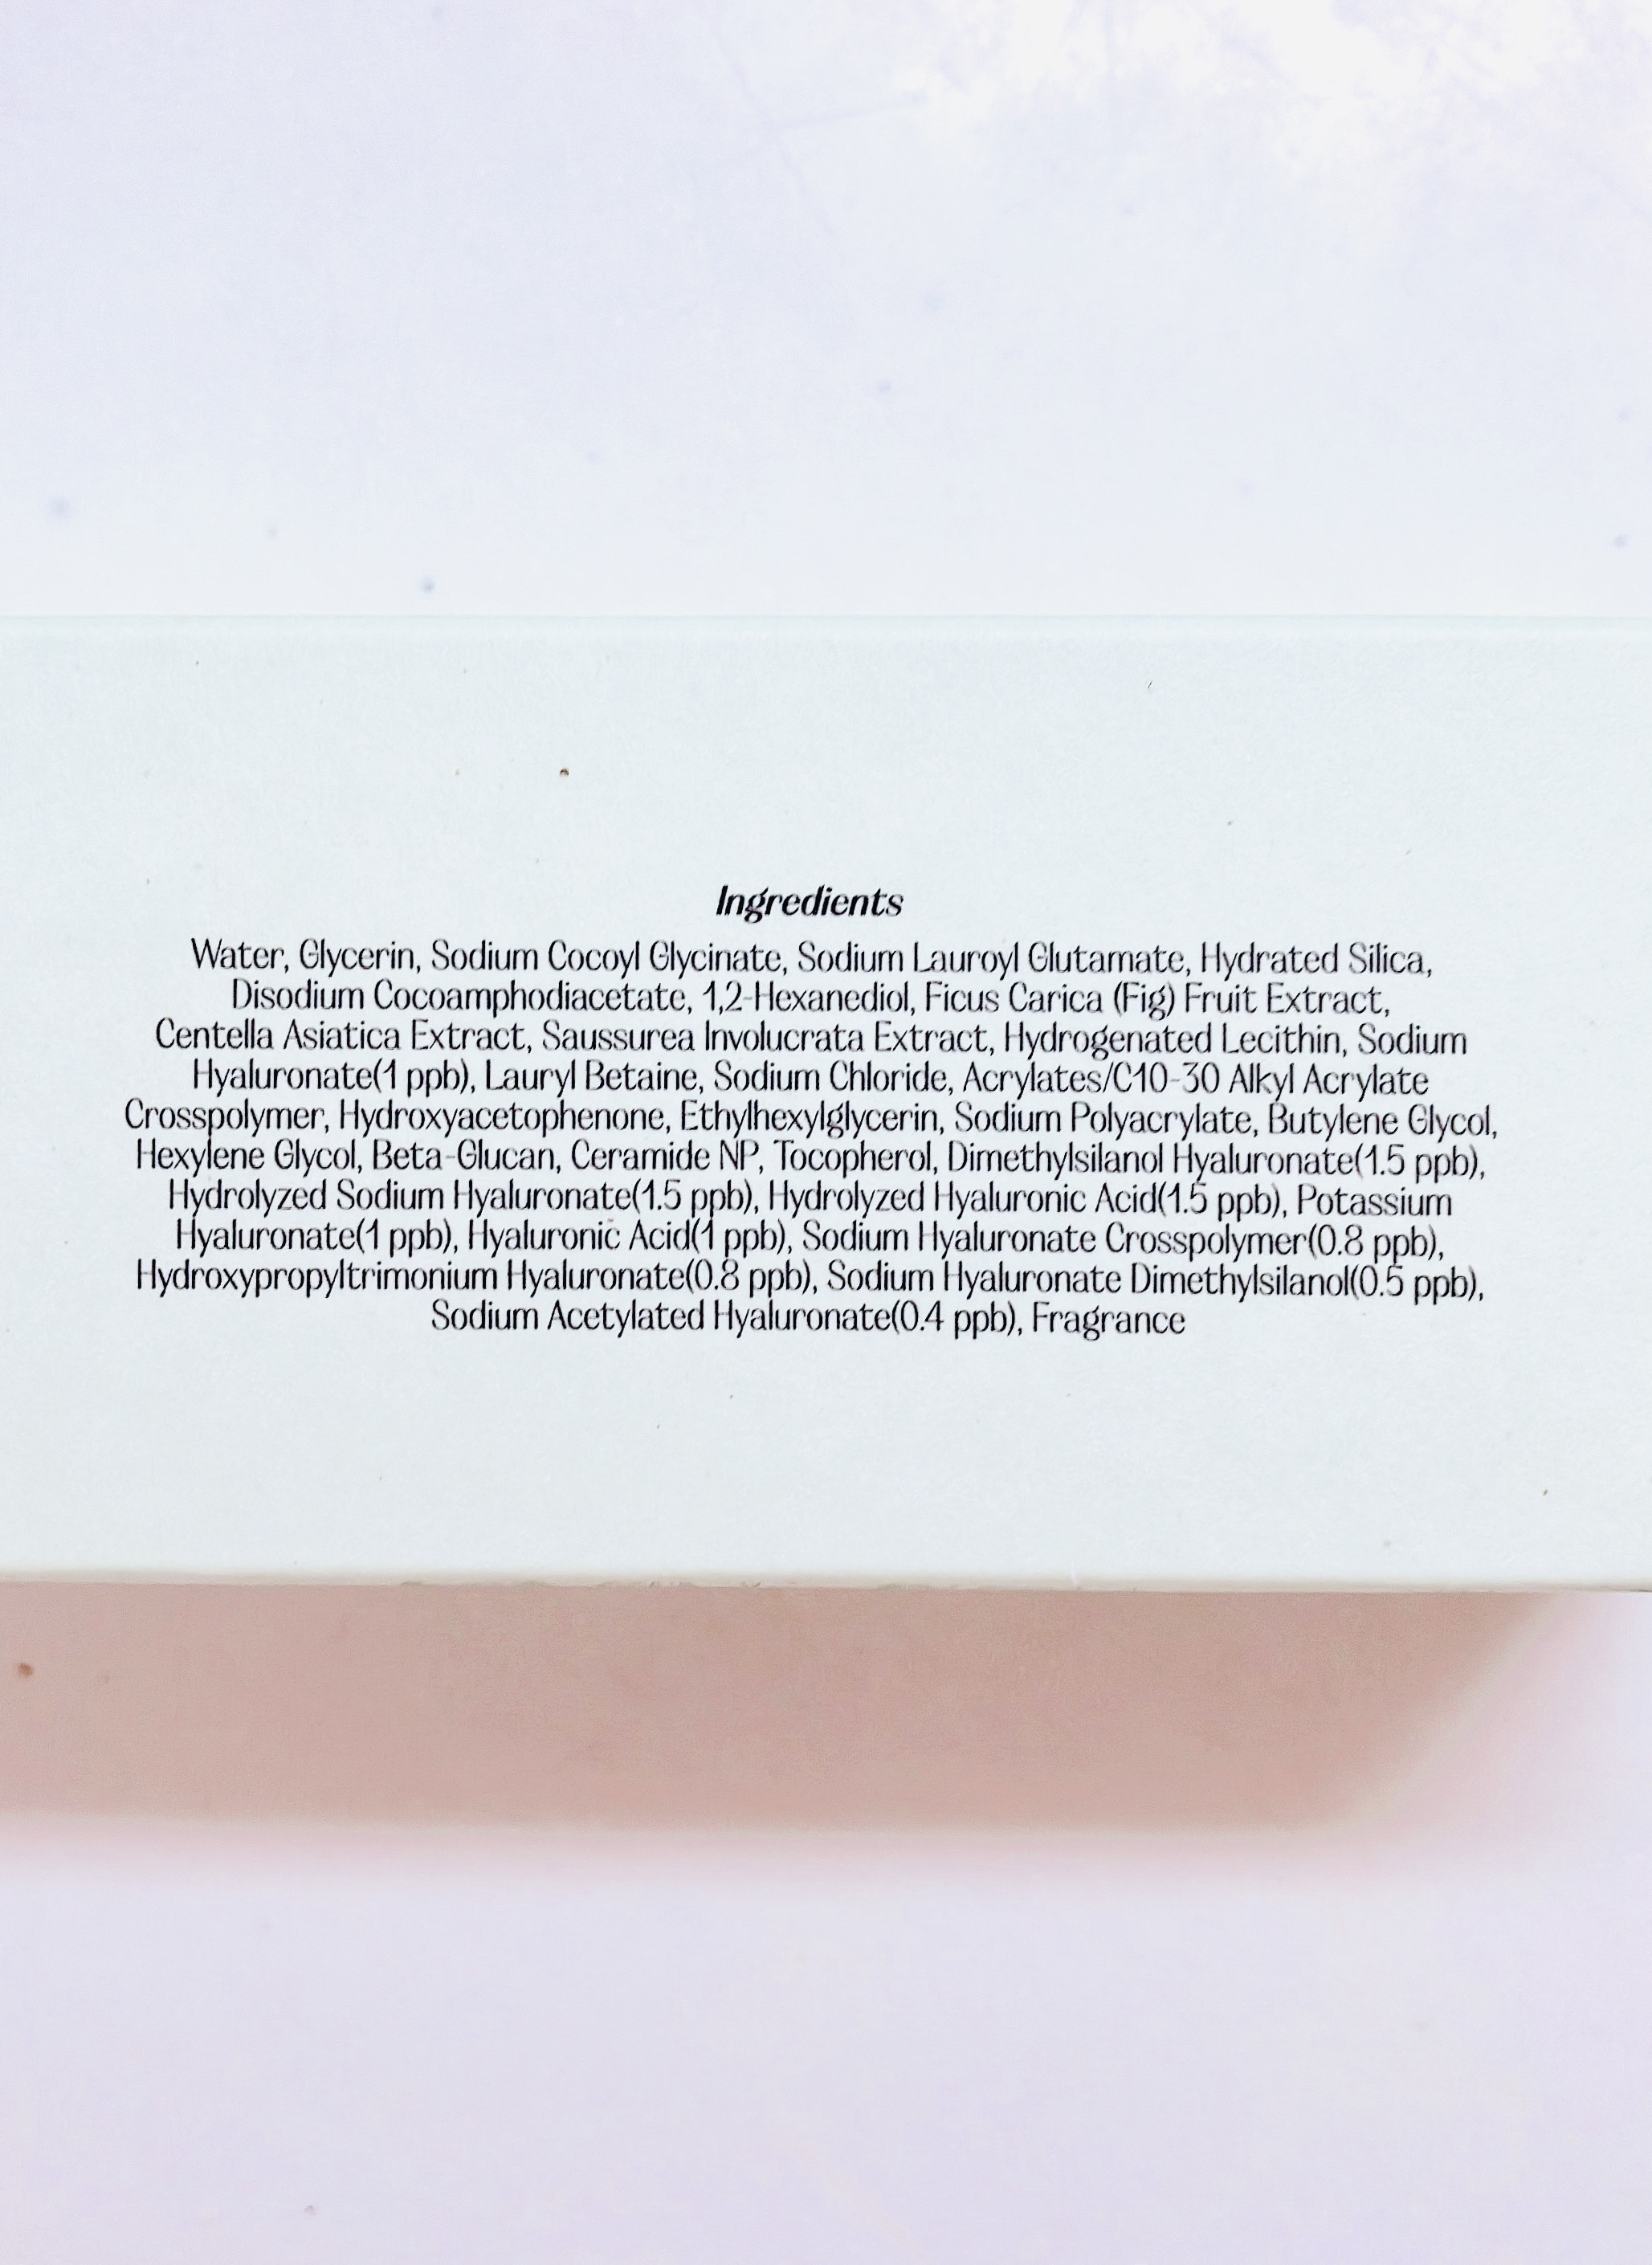 Ingredients
Water, Glycerin, Sodium Cocoyl Glycinate, Sodium Lauroyl Glutamate, Hydrated Silica,
Disodium Cocoamphodiacetate, 1,2-Hexanediol, Ficus Carica (Fig) Fruit Extract,
Centella Asiatica Extract, Saussurea Involucrata Extract, Hydrogenated Lecithin, Sodium
Hyaluronate(1 ppb), Lauryl Betaine, Sodium Chloride, Acrylates/C10-30 Alkyl Acrylate
Crosspolymer, Hydroxyacetophenone, Ethylhexylglycerin, Sodium Polyacrylate, Butylene Glycol,
Hexylene Glycol, Beta-Glucan, Ceramide NP, Tocopherol, Dimethylsilanol Hyaluronate(1.5 ppb),
Hydrolyzed Sodium Hyaluronate(1.5 ppb), Hydrolyzed Hyaluronic Acid(1.5 ppb), Potassium
Hyaluronate(1 ppb), Hyaluronic Acid(1 ppb), Sodium Hyaluronate Crosspolymer(0.8 ppb),
Hydroxypropyltrimonium Hyaluronate(0.8 ppb), Sodium Hyaluronate Dimethylsilanol(0.5 ppb),
Sodium Acetylated Hyaluronate(0.4 ppb), Fragrance